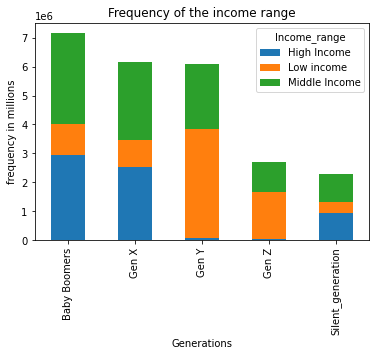 Frequency of the income range
1e6
Income_range
High Income
Low income
Middle Income
frequency in millions
7
6
5
4
3
2
1
0
Baby Boomers
Gen X
Gen Y
Gen Z
Silent_generation
Generations